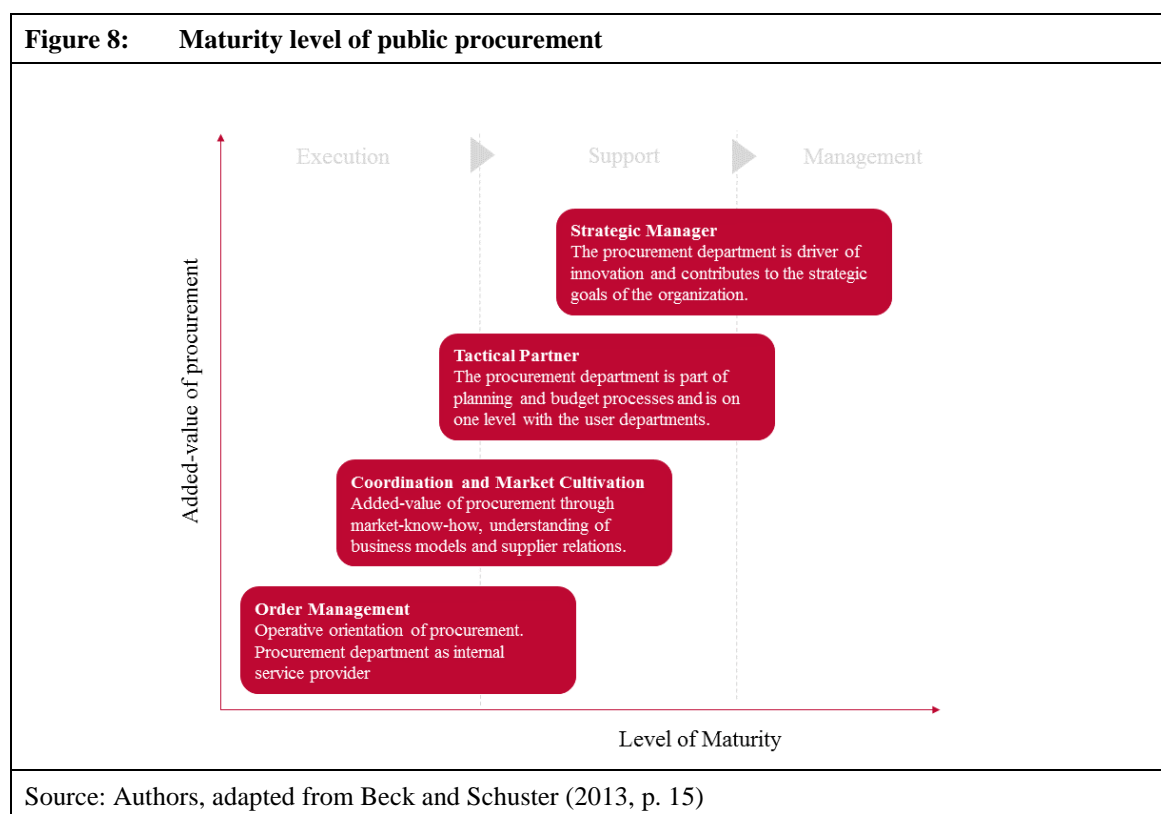 Figure 8: Maturity level of public procurement
Execution
Support
Management
Added-value of procurement
Strategic Manager
The procurement department is driver of
innovation and contributes to the strategic
goals of the organization.
Tactical Partner
The procurement department is part of
planning and budget processes and is on
one level with the user departments.
Coordination and Market Cultivation
Added-value of procurement through
market-know-how, understanding of
business models and supplier relations.
Order Management
Operative orientation of procurement.
Procurement department as internal
service provider
Level of Maturity
Source: Authors, adapted from Beck and Schuster (2013, p. 15)